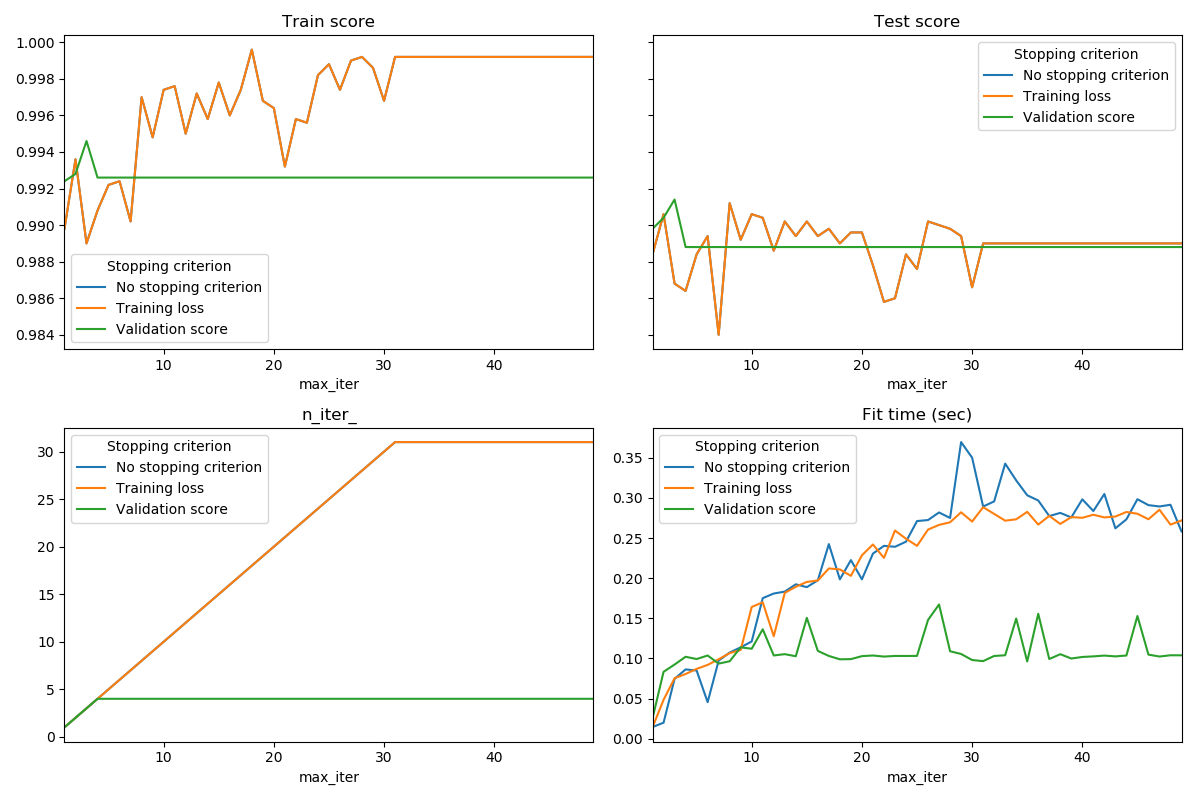 Train score
1.000
0.998
0.996
0.994
0.992
0.990
0.988
0.986
0.984
Stopping criterion
No stopping criterion
Training loss
Validation score
10
20
30
40
max_iter
Test score
Stopping criterion
No stopping criterion
Training loss
Validation score
10
20
30
40
max_iter
n_iter_
30
25
20
15
10
5
0
Stopping criterion
No stopping criterion
Training loss
Validation score
10
20
30
40
max_iter
Fit time (sec)
0.35
0.30
0.25
0.20
0.15
0.10
0.05
0.00
Stopping criterion
No stopping criterion
Training loss
Validation score
10
20
30
40
max_iter